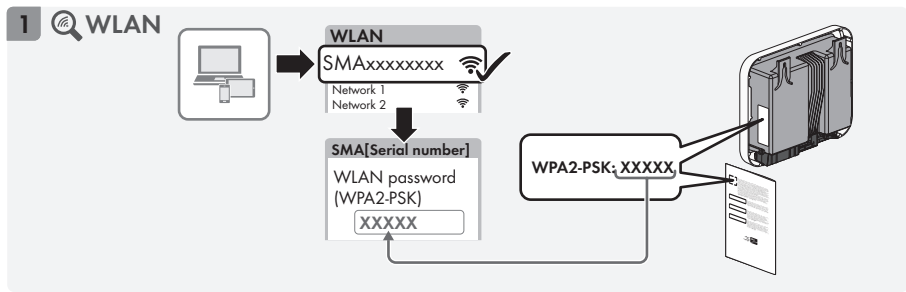 1 WLAN
WLAN
SMAxxxxxxxx
Network 1
Network 2
SMA[Serial number]
WLAN password
(WPA2-PSK)
XXXXX
WPA2-PSK: XXXXX